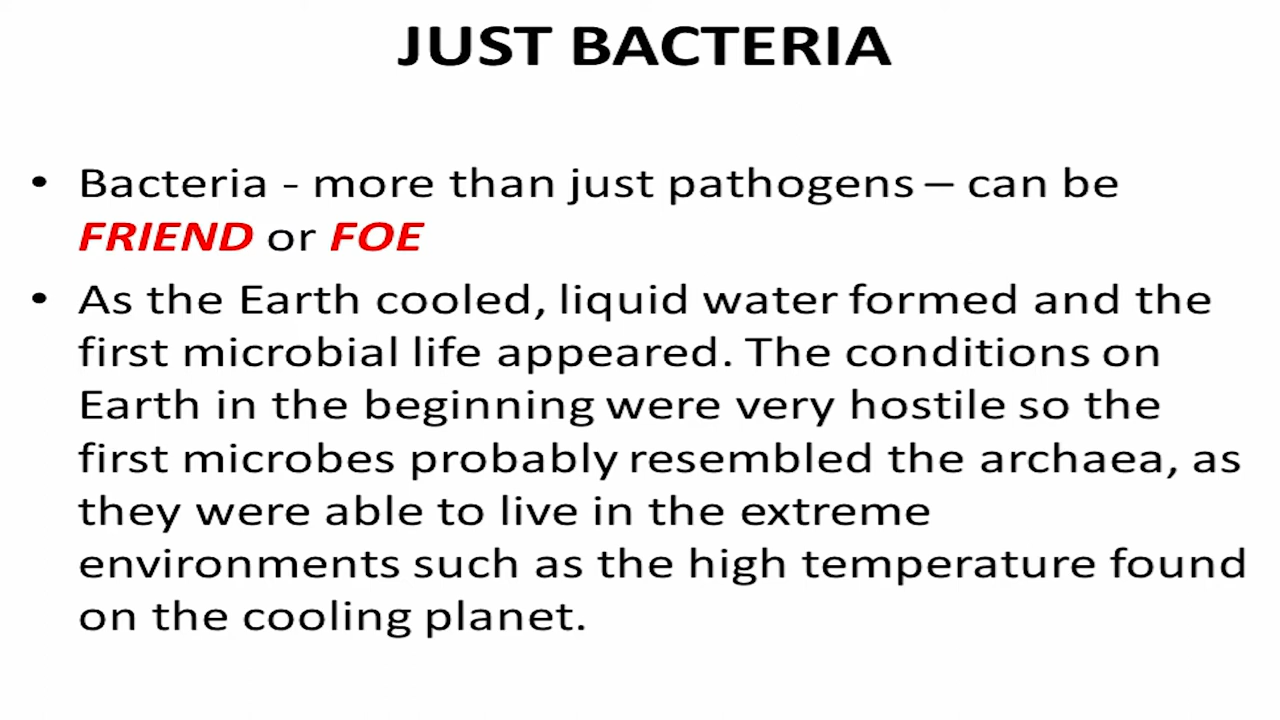 JUST BACTERIA
• Bacteria - more than just pathogens – can be
FRIEND or FOE
• As the Earth cooled, liquid water formed and the
first microbial life appeared. The conditions on
Earth in the beginning were very hostile so the
first microbes probably resembled the archaea, as
they were able to live in the extreme
environments such as the high temperature found
on the cooling planet.